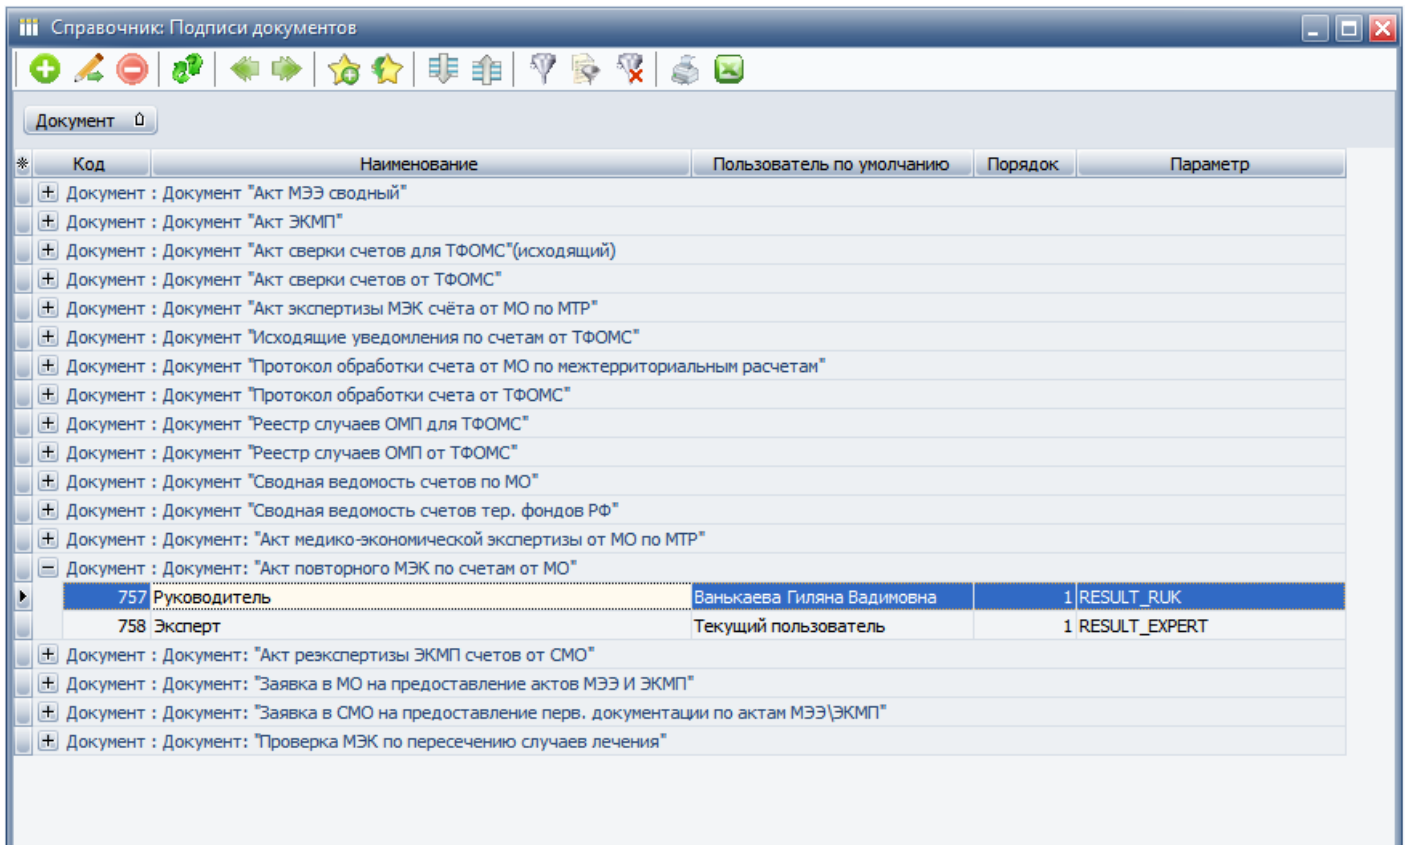 Справочник: Подписи документов
Документ
Код Наименование Пользователь по умолчанию Порядок Параметр
Документ : Документ "Акт МЭЭ сводный"
Документ : Документ "Акт ЭКМП"
Документ : Документ "Акт сверки счетов для ТФОМС"(исходящий)
Документ : Документ "Акт сверки счетов от ТФОМС"
Документ : Документ "Акт экспертизы МЭК счёта от МО по МТР"
Документ : Документ "Исходящие уведомления по счетам от ТФОМС"
Документ : Документ "Протокол обработки счета от МО по межтерриториальным расчетам"
Документ : Документ "Протокол обработки счета от ТФОМС"
Документ : Документ "Реестр случаев ОМП для ТФОМС"
Документ : Документ "Реестр случаев ОМП от ТФОМС"
Документ : Документ "Сводная ведомость счетов по МО"
Документ : Документ "Сводная ведомость счетов тер. фондов РФ"
Документ : Документ: "Акт медико-экономической экспертизы от МО по МТР"
Документ : Документ: "Акт повторного МЭК по счетам от МО"
757 Руководитель Ванькаева Гиляна Вадимовна 1 RESULT_RUK
758 Эксперт Текущий пользователь 1 RESULT_EXPERT
Документ : Документ: "Акт реэкспертизы ЭКМП счетов от СМО"
Документ : Документ: "Заявка в МО на предоставление актов МЭЭ И ЭКМП"
Документ : Документ: "Заявка в СМО на предоставление перв. документации по актам МЭЭ\ЭКМП"
Документ : Документ: "Проверка МЭК по пересечению случаев лечения"